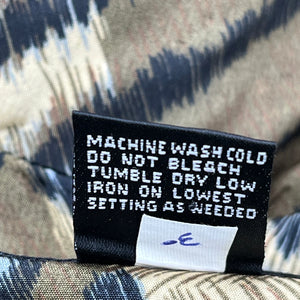 MACHINE WASH COLD
DO NOT BLEACH
TUMBLE DRY LOW
IRON ON LOWEST
SETTING AS NEEDED